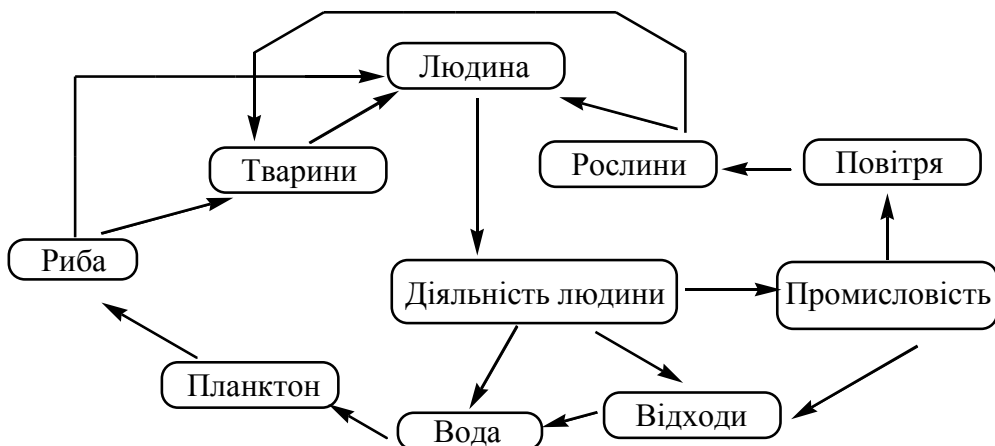 Людина
Тварини
Рослини
Повітря
Риба
Діяльність людини
Промисловість
Планктон
Вода
Відходи